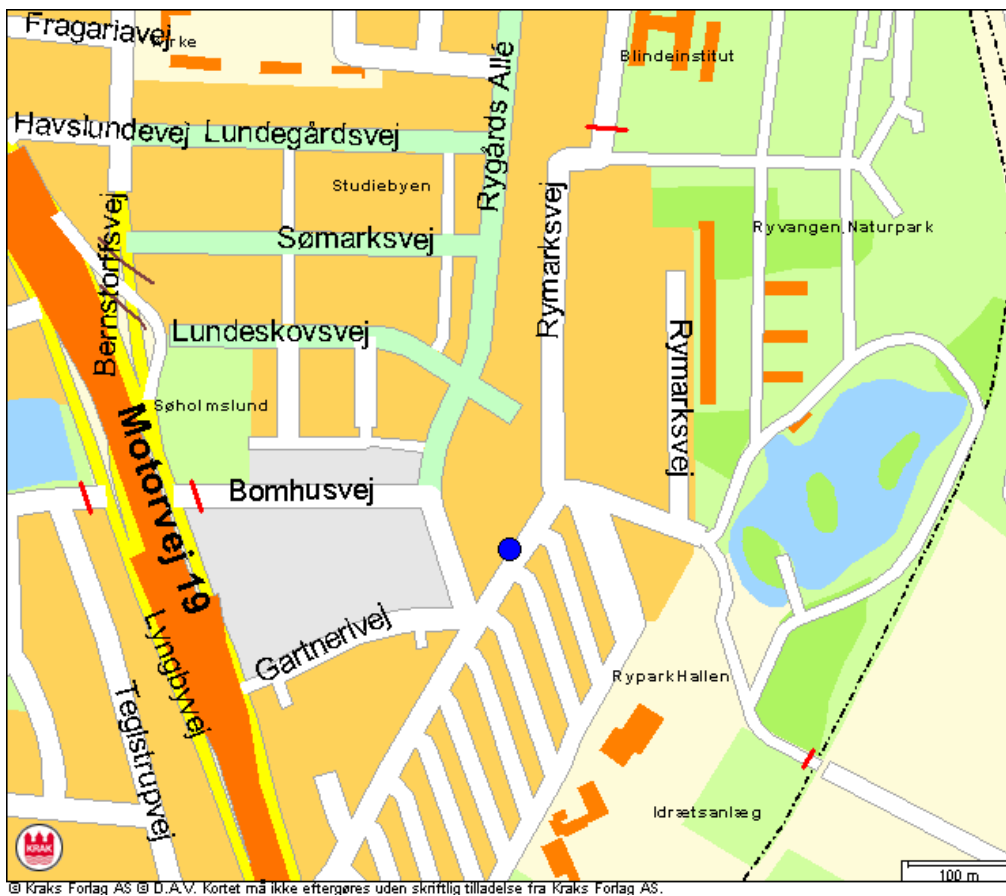 Fragariavej
Kirke
Blindeinstitut
Havslundevej
Lundegårdsvej
Rygårds Allé
Studiebyen
Rymarksvej
Bernstorffsvej
Sømarksvej
Ryvangen Naturpark
Lundeskovsvej
Rymarksvej
Søholmslund
Motorvej 19
Bomhusvej
Lyngbyvej
Gartnerivej
Teglstrupvej
RyparkHallen
Idrætsanlæg
KRAK
100 m
© Kraks Forlag AS © D.A.V. Kortet må ikke eftergøres uden skriftlig tilladelse fra Kraks Forlag AS.